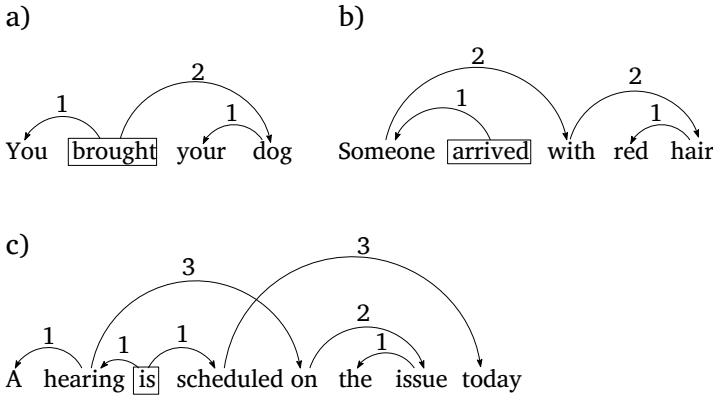 a)
1 2 1
You brought your dog
b)
2 1 2 1
Someone arrived with red hair
c)
1 3 1 1 3 2 1
A hearing is scheduled on the issue today